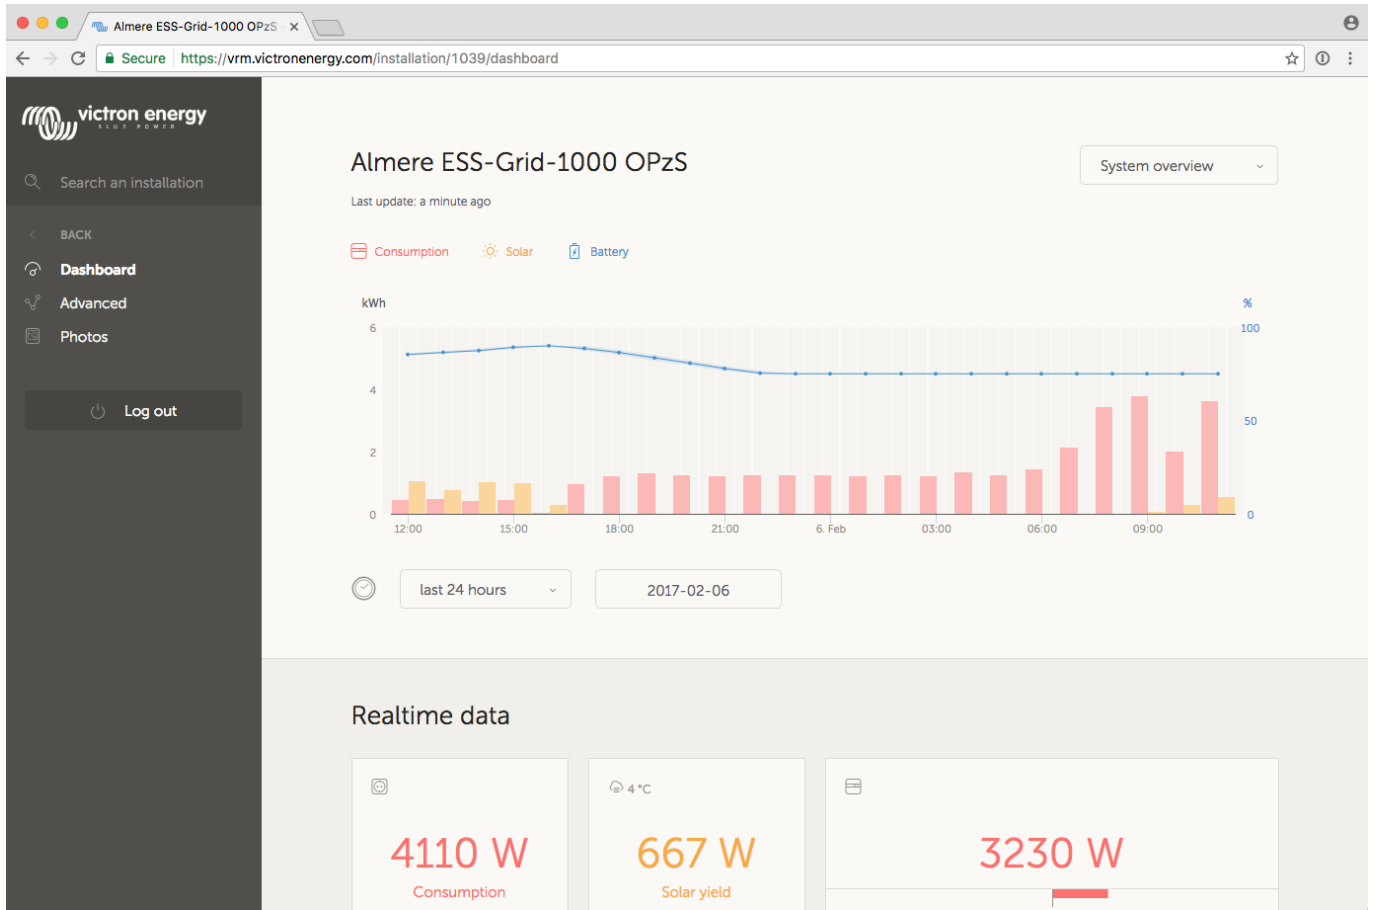 Almere ESS-Grid-1000 OPzS
Secure https://vrm.victronenergy.com/installation/1039/dashboard
victron energy
BLUE POWER
Search an installation
BACK
Dashboard
Advanced
Photos
Log out
Almere ESS-Grid-1000 OPzS
System overview
Last update: a minute ago
Consumption Solar Battery
kWh %
6 100
4
50
2
0 0
12:00 15:00 18:00 21:00 6. Feb 03:00 06:00 09:00
last 24 hours 2017-02-06
Realtime data
4 °C
4110 W 667 W 3230 W
Consumption Solar yield